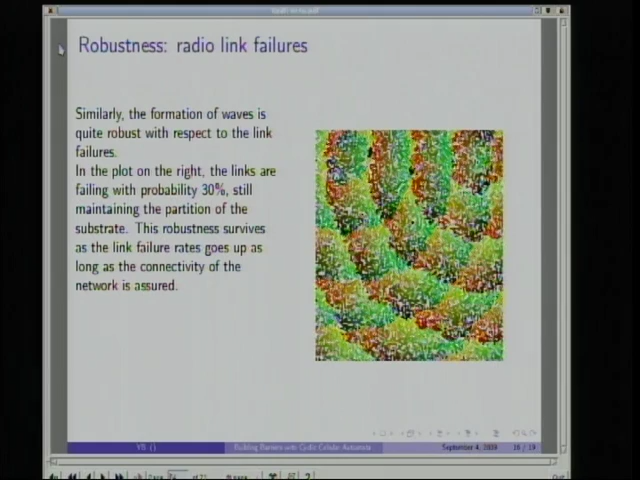 Robustness: radio link failures
Similarly, the formation of waves is
quite robust with respect to the link
failures.
In the plot on the right, the links are
failing with probability 30%, still
maintaining the partition of the
substrate. This robustness survives
as the link failure rates goes up as
long as the connectivity of the
network is assured.
VB ()
Building Barriers with Cyclic Cellular Automata
September 4, 2009